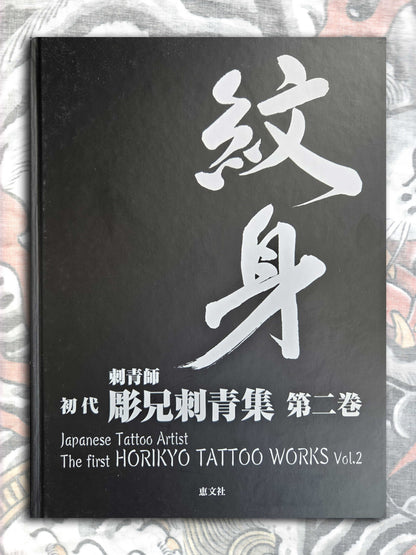 紋身
刺青師
初代 彫兄刺青集 第二巻
Japanese Tattoo Artist
The first HORIKYO TATTOO WORKS Vol.2
恵文社